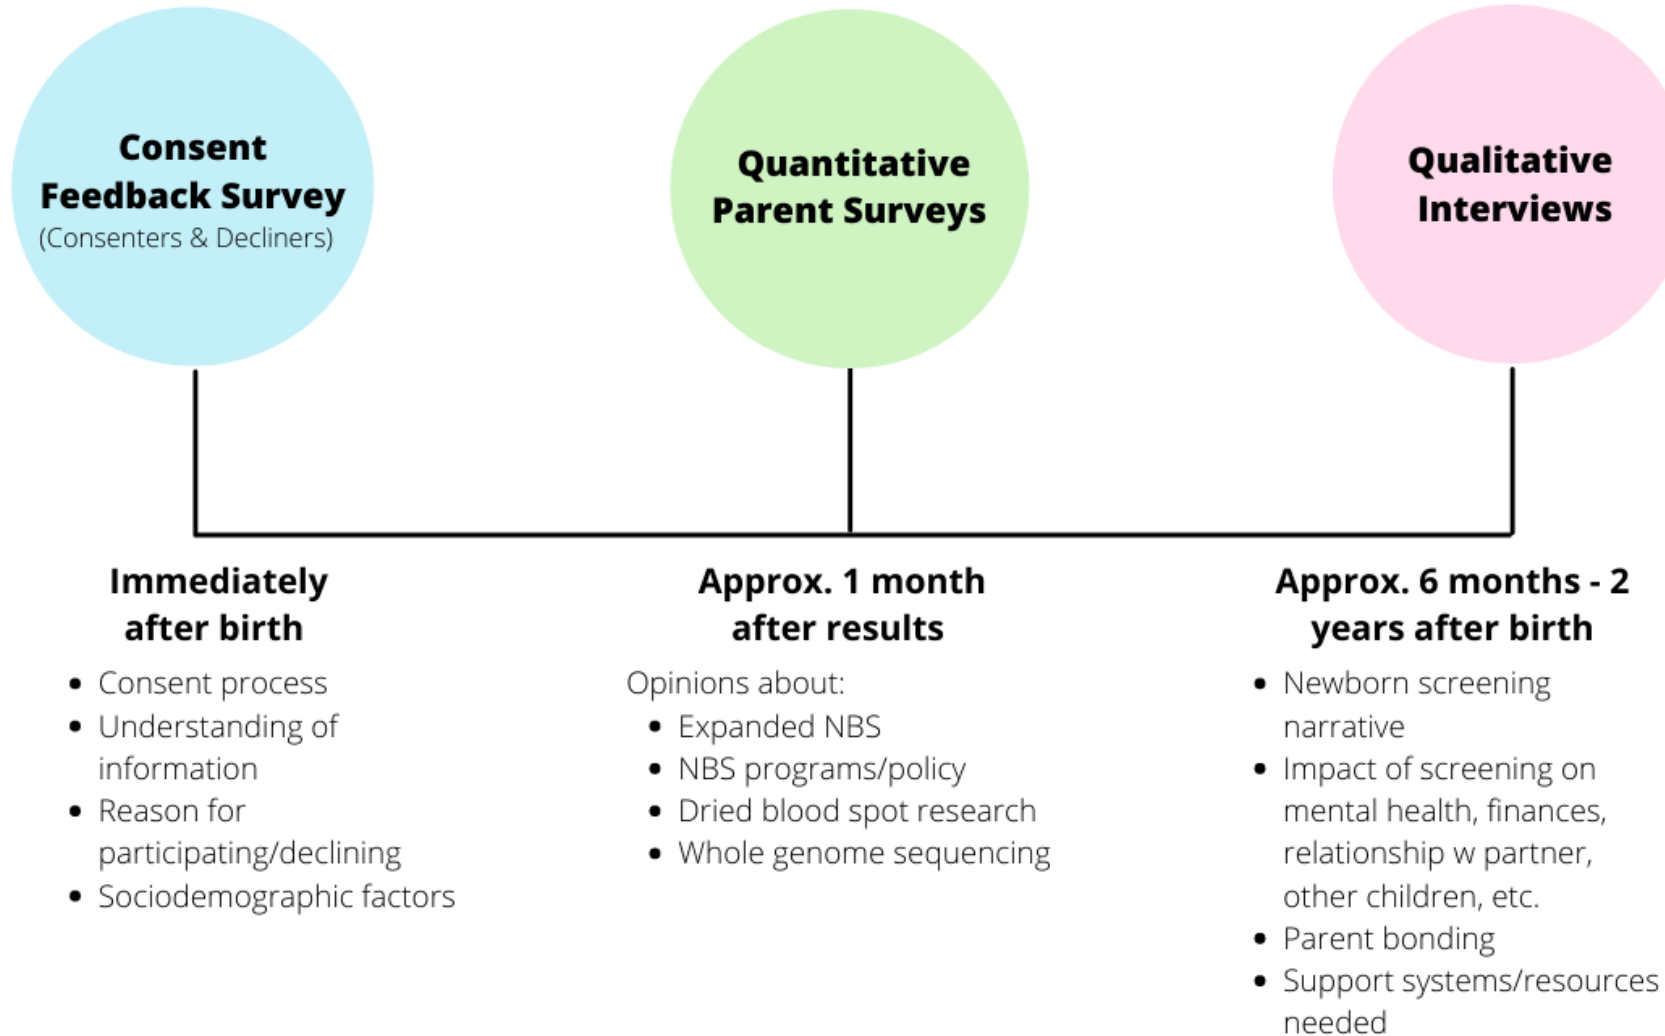 Consent
Feedback Survey
(Consenters & Decliners)
Quantitative
Parent Surveys
Qualitative
Interviews
Immediately
after birth
• Consent process
• Understanding of
information
• Reason for
participating/declining
• Sociodemographic factors
Approx. 1 month
after results
Opinions about:
• Expanded NBS
• NBS programs/policy
• Dried blood spot research
• Whole genome sequencing
Approx. 6 months - 2
years after birth
• Newborn screening
narrative
• Impact of screening on
mental health, finances,
relationship w partner,
other children, etc.
• Parent bonding
• Support systems/resources
needed